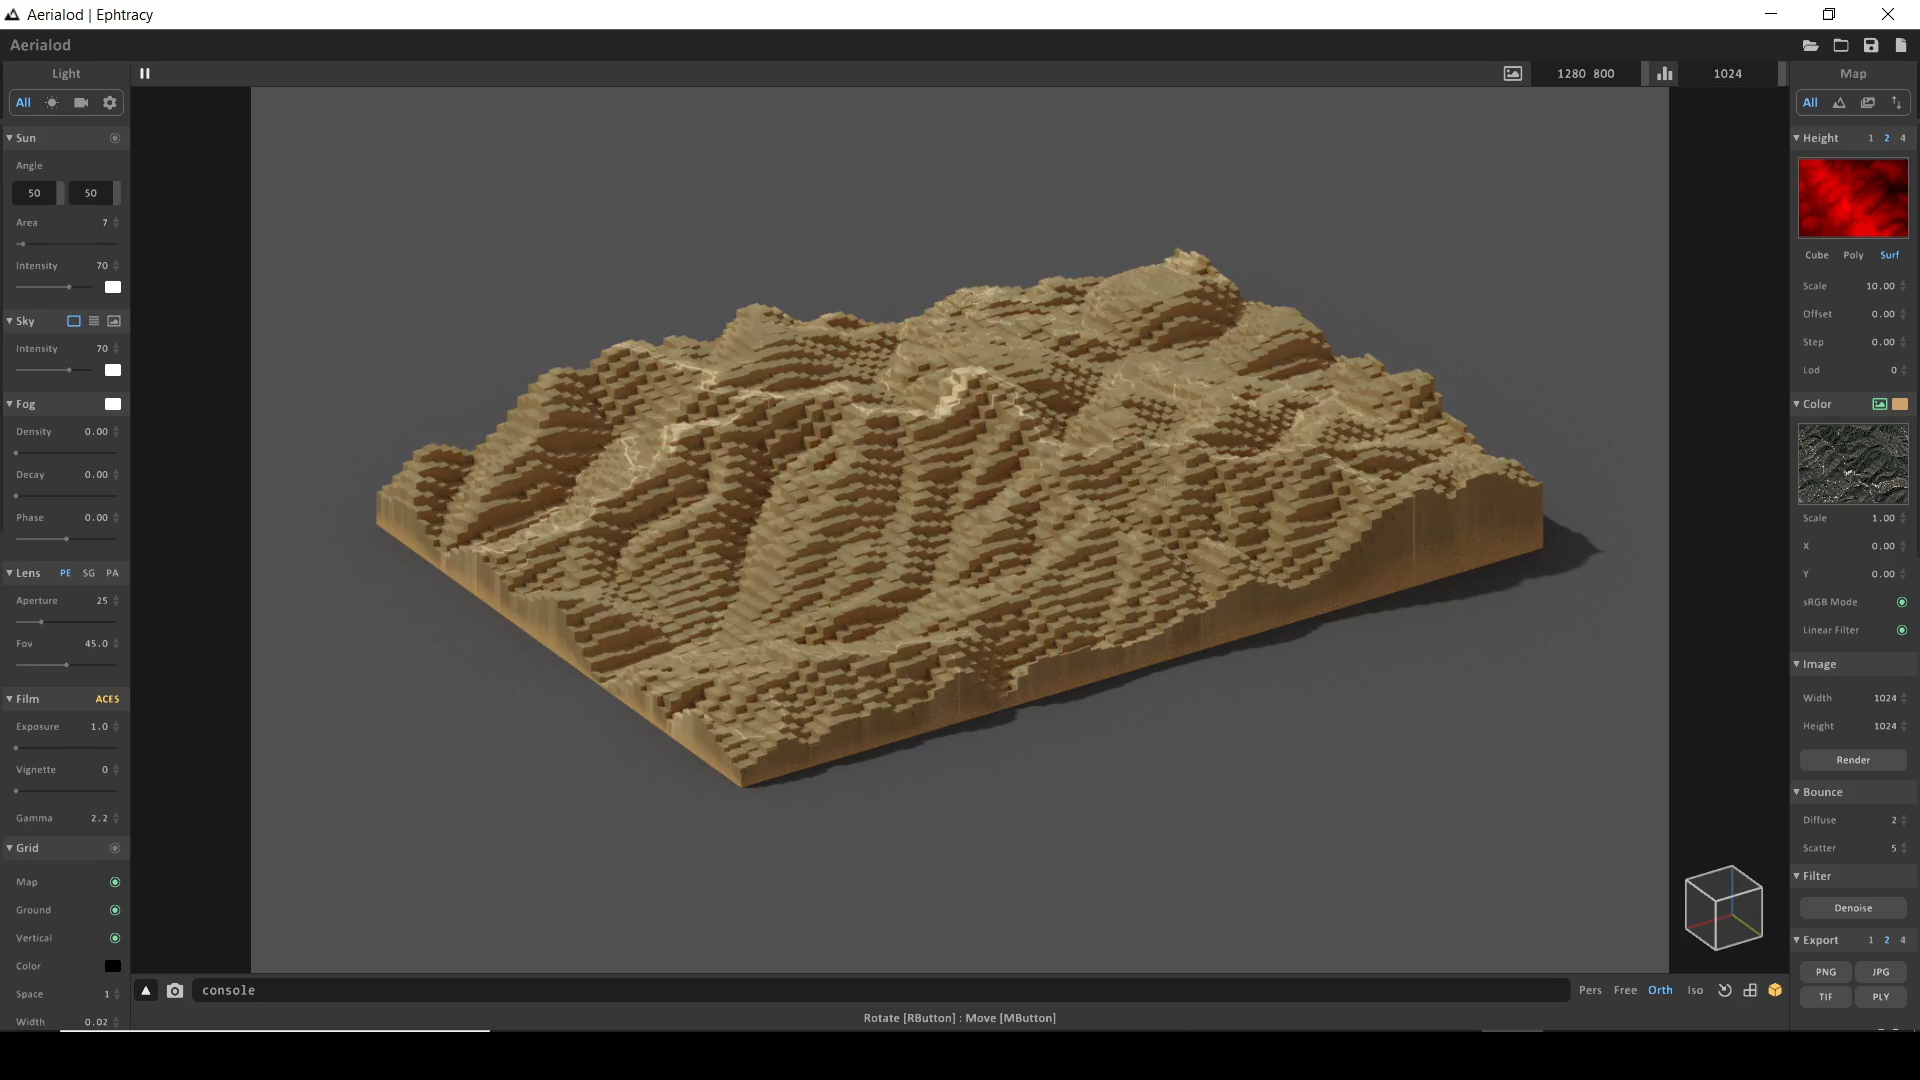 Aerialod | Ephtracy
Aerialod
Light
1280 800
1024
Map
All
All
Sun
Angle
50 50
Area 7
Intensity 70
Sky
Intensity 70
Fog
Density 0.00
Decay 0.00
Phase 0.00
Lens PE SG PA
Aperture 25
Fov 45.0
Film ACES
Exposure 1.0
Vignette 0
Gamma 2.2
Grid
Map
Ground
Vertical
Color
Space 1
Width 0.02
Height 1 2 4
Cube Poly Surf
Scale 10.00
Offset 0.00
Step 0.00
Lod 0
Color
Scale 1.00
X 0.00
Y 0.00
sRGB Mode
Linear Filter
Image
Width 1024
Height 1024
Render
Bounce
Diffuse 2
Scatter 5
Filter
Denoise
Export 1 2 4
PNG JPG
TIF PLY
console
Pers Free Orth Iso
Rotate [RButton] : Move [MButton]